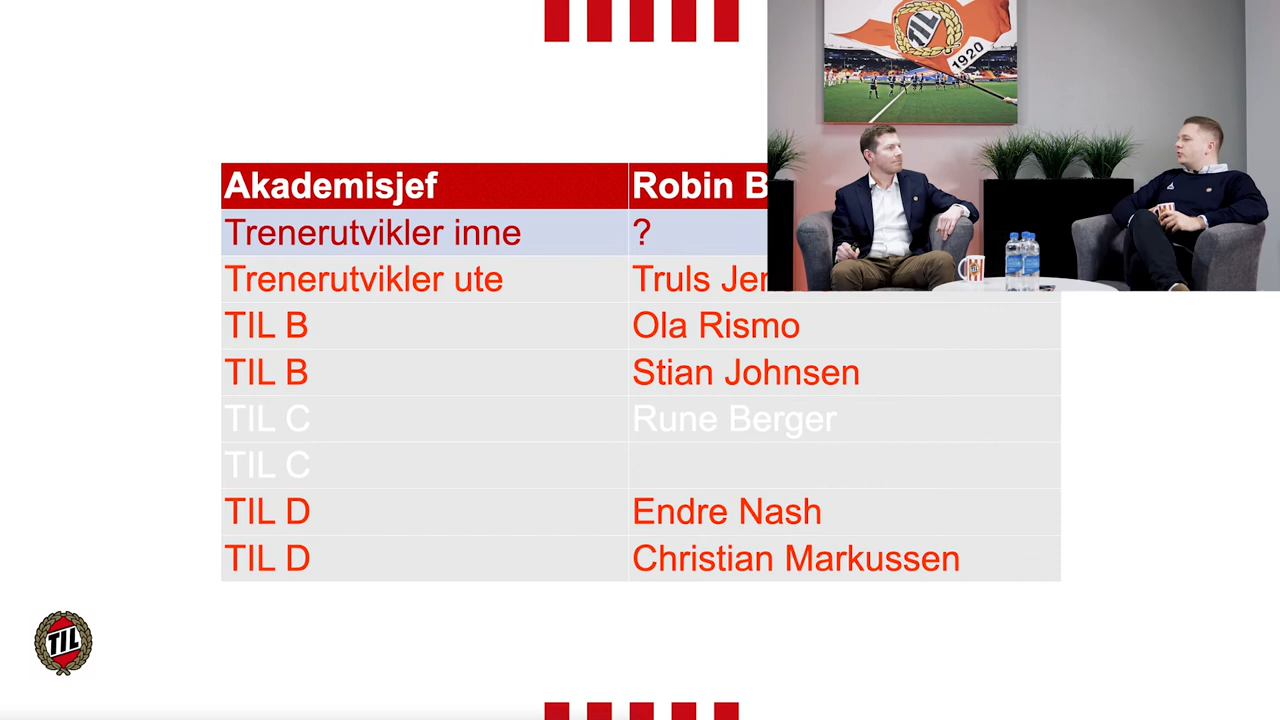 TIL
1920
Akademisjef Robin B
Trenerutvikler inne ?
Trenerutvikler ute Truls Jer
TIL B Ola Rismo
TIL B Stian Johnsen
TIL C Rune Berger
TIL C
TIL D Endre Nash
TIL D Christian Markussen
TIL